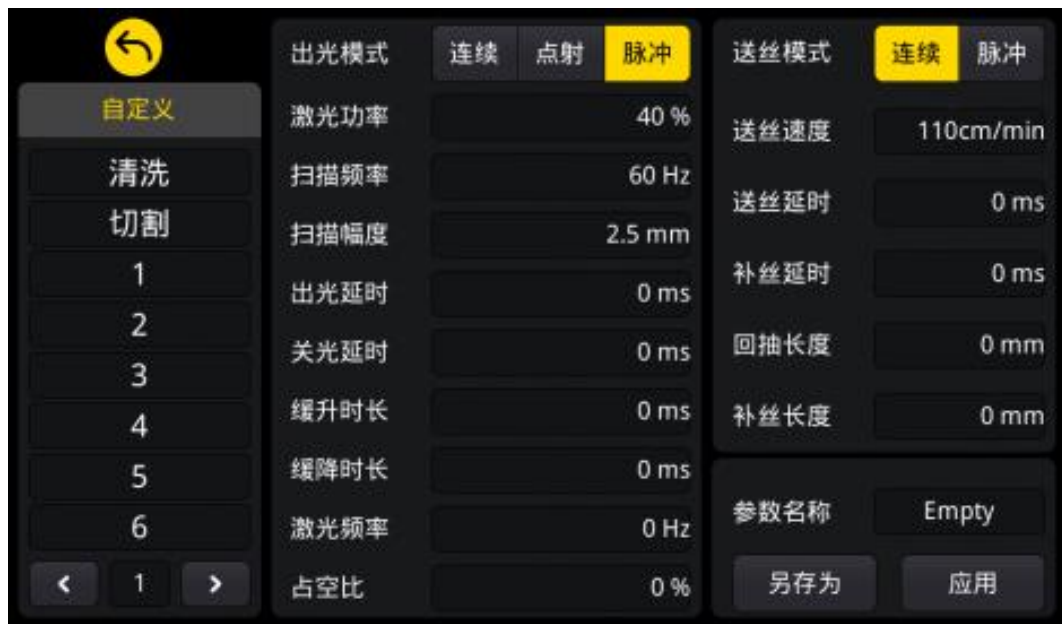 自定义
清洗
切割
1
2
3
4
5
6
1
出光模式 连续 点射 脉冲
激光功率 40 %
扫描频率 60 Hz
扫描幅度 2.5 mm
出光延时 0 ms
关光延时 0 ms
缓升时长 0 ms
缓降时长 0 ms
激光频率 0 Hz
占空比 0 %
送丝模式 连续 脉冲
送丝速度 110cm/min
送丝延时 0 ms
补丝延时 0 ms
回抽长度 0 mm
补丝长度 0 mm
参数名称 Empty
另存为 应用